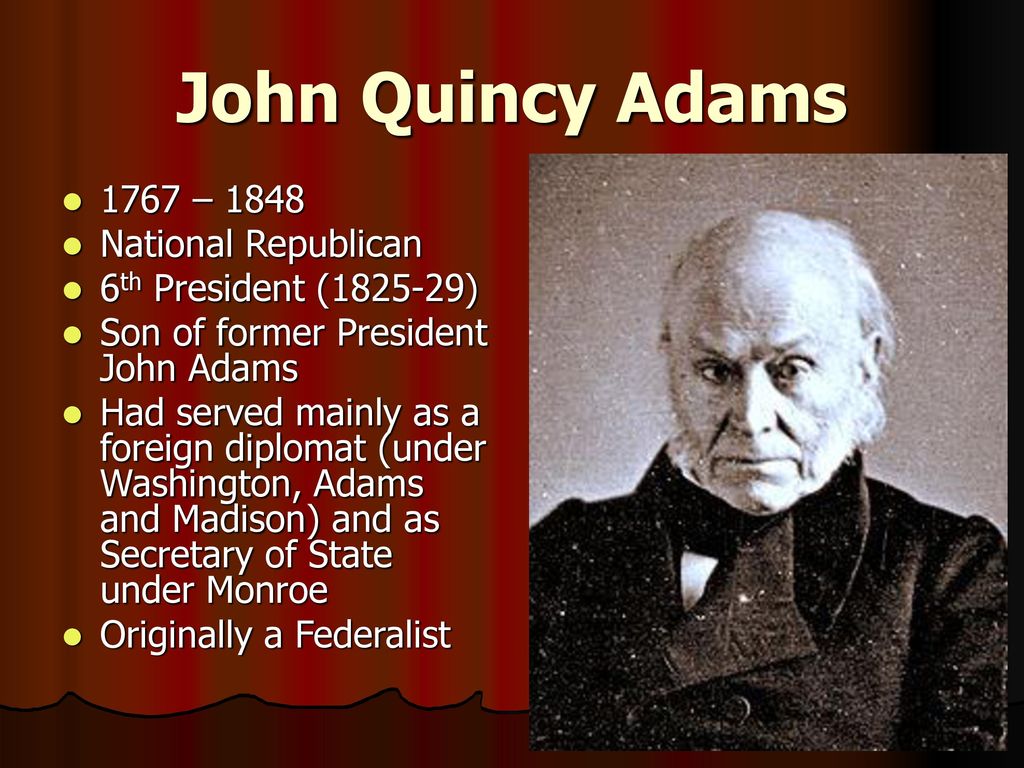 John Quincy Adams
1767 – 1848
National Republican
6th President (1825-29)
Son of former President
John Adams
Had served mainly as a
foreign diplomat (under
Washington, Adams
and Madison) and as
Secretary of State
under Monroe
Originally a Federalist